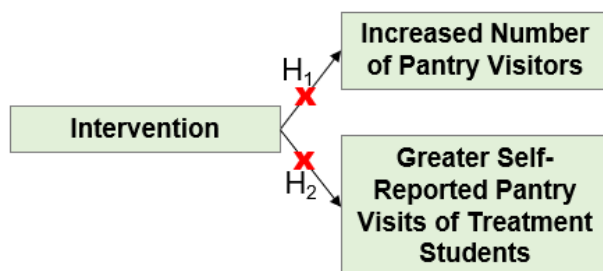 Increased Number
of Pantry Visitors
H1
Intervention
H2
Greater Self-
Reported Pantry
Visits of Treatment
Students